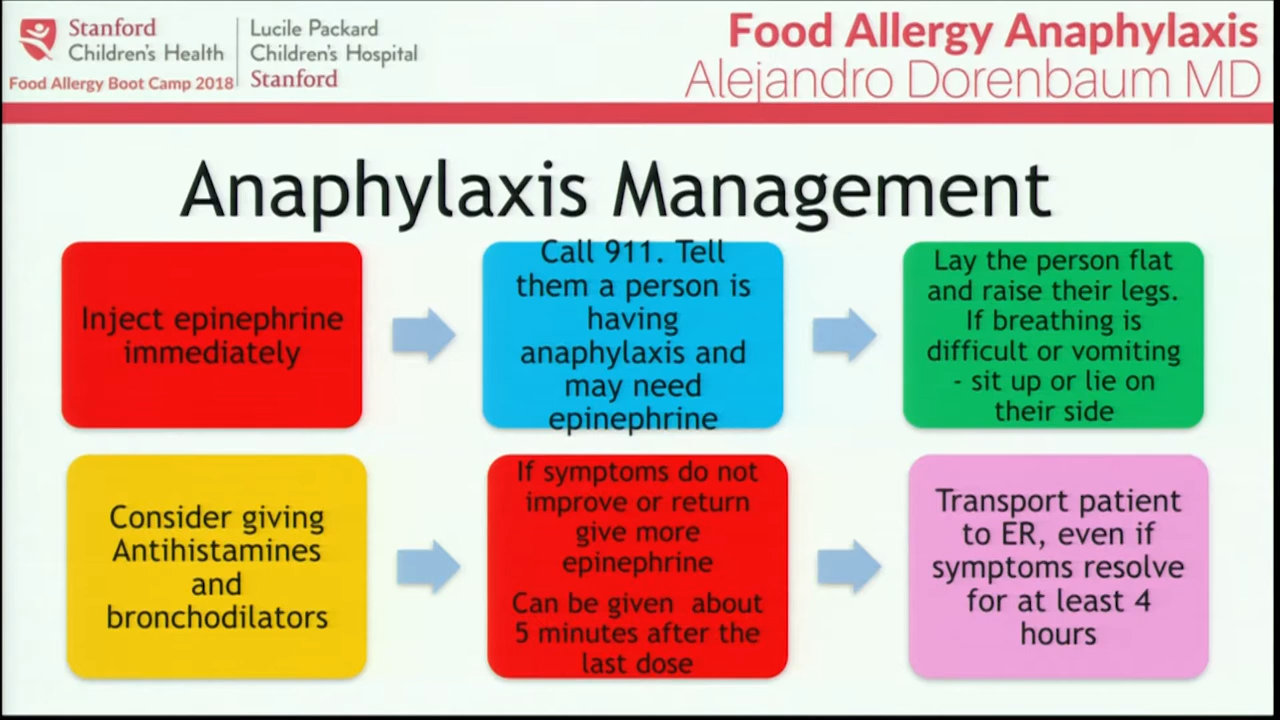 Stanford
Children's Health
Food Allergy Boot Camp 2018
Lucile Packard
Children's Hospital
Stanford
Food Allergy Anaphylaxis
Alejandro Dorenbaum MD
Anaphylaxis Management
Inject epinephrine
immediately
Call 911. Tell
them a person is
having
anaphylaxis and
may need
epinephrine
Lay the person flat
and raise their legs.
If breathing is
difficult or vomiting
- sit up or lie on
their side
Consider giving
Antihistamines
and
bronchodilators
If symptoms do not
improve or return
give more
epinephrine
Can be given about
5 minutes after the
last dose
Transport patient
to ER, even if
symptoms resolve
for at least 4
hours